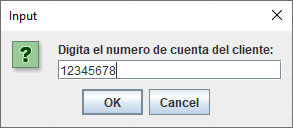 Input
Digita el numero de cuenta del cliente:
12345678
OK Cancel